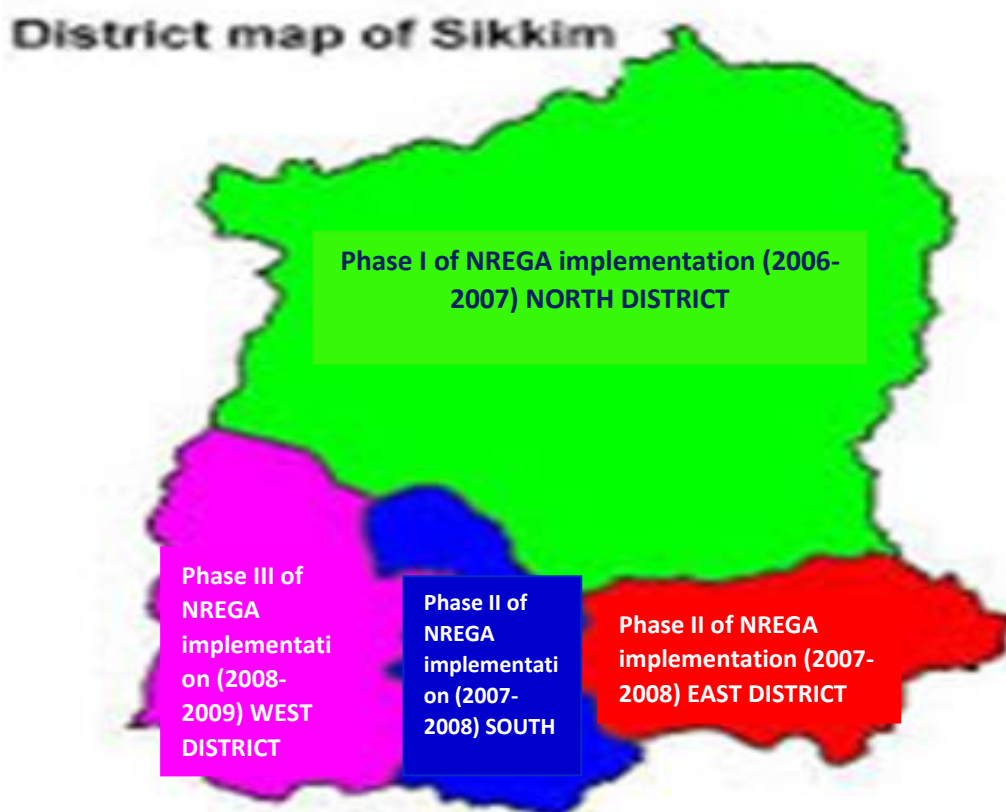 District map of Sikkim
Phase I of NREGA implementation (2006-
2007) NORTH DISTRICT
Phase III of
NREGA
implementati
on (2008-
2009) WEST
DISTRICT
Phase II of
NREGA
implementati
on (2007-
2008) SOUTH
Phase II of NREGA
implementation (2007-
2008) EAST DISTRICT